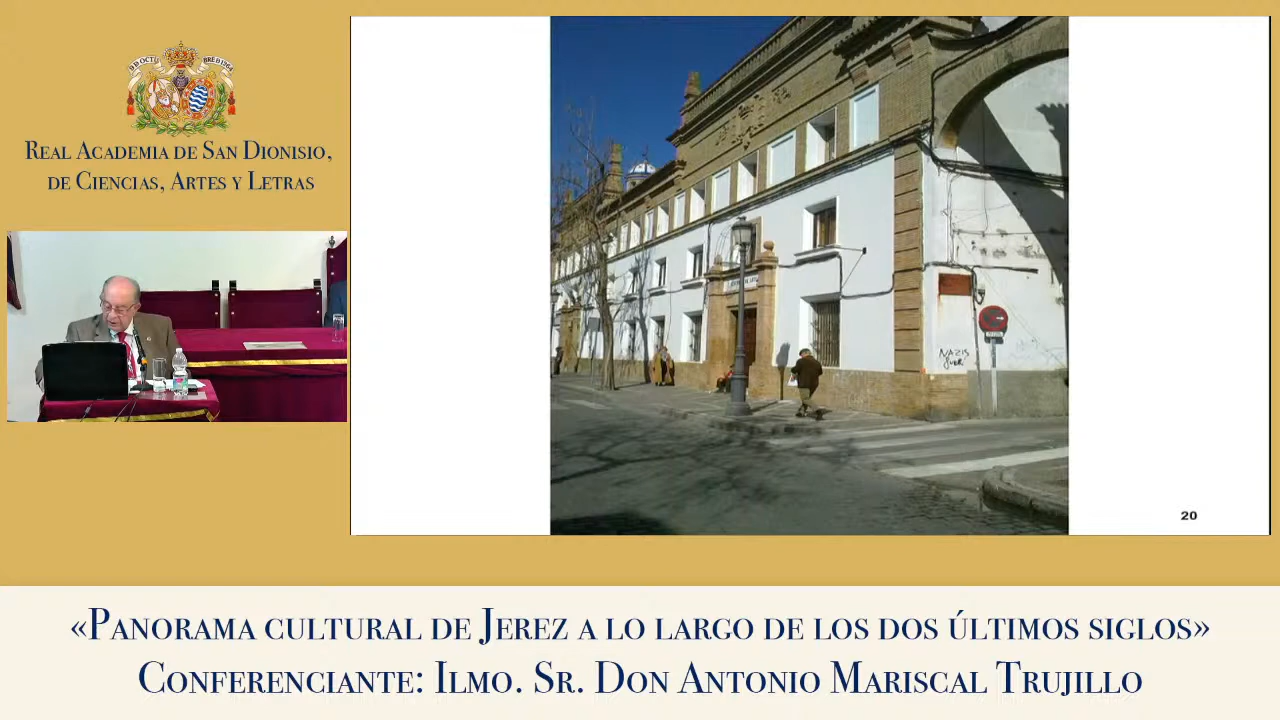 Real Academia de San Dionisio,
de Ciencias, Artes y Letras
20
«Panorama cultural de Jerez a lo largo de los dos últimos siglos»
Conferenciante: Ilmo. Sr. Don Antonio Mariscal Trujillo